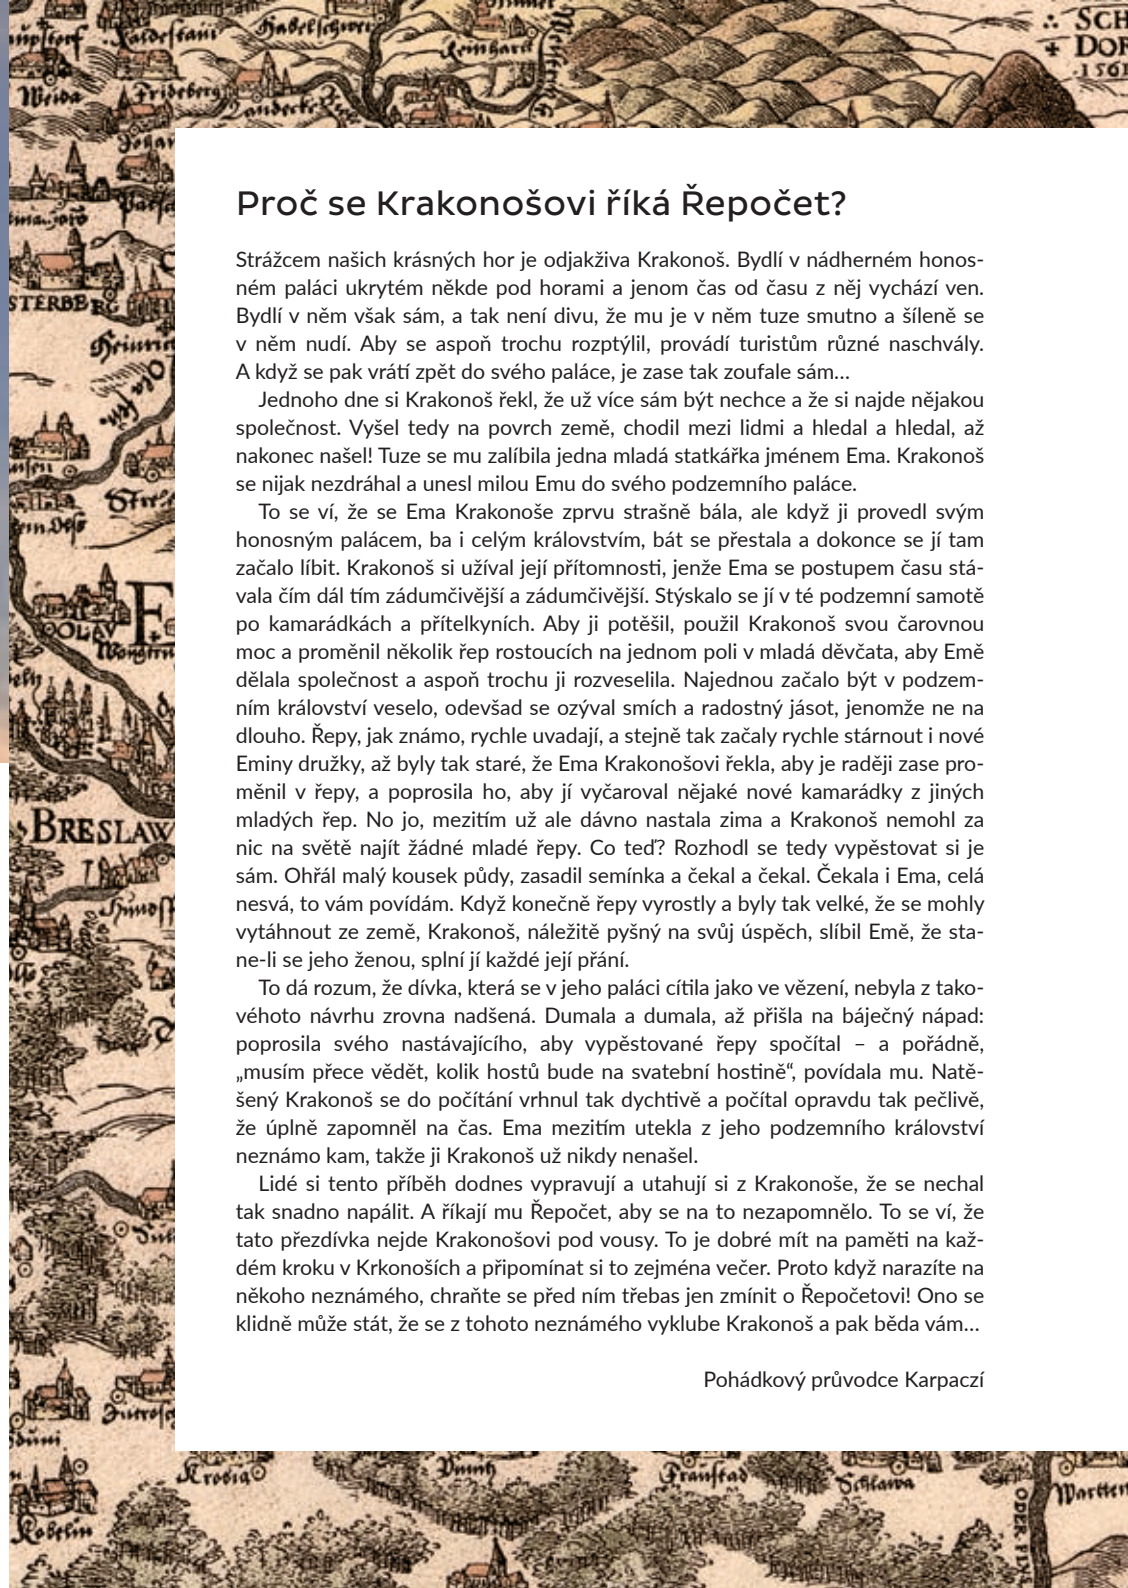 Habelschwerdt
Reinhard
SCH
DOR
1561
Weida
Frideberg
Landecke
STERBERG
OLAV
F
BRESLAW
Proč se Krakonošovi říká Řepočet?
Strážcem našich krásných hor je odjakživa Krakonoš. Bydlí v nádherném honos-
ném paláci ukrytém někde pod horami a jenom čas od času z něj vychází ven.
Bydlí v něm však sám, a tak není divu, že mu je v něm tuze smutno a šíleně se
v něm nudí. Aby se aspoň trochu rozptýlil, provádí turistům různé naschvály.
A když se pak vrátí zpět do svého paláce, je zase tak zoufale sám...
Jednoho dne si Krakonoš řekl, že už více sám být nechce a že si najde nějakou
společnost. Vyšel tedy na povrch země, chodil mezi lidmi a hledal a hledal, až
nakonec našel! Tuze se mu zalíbila jedna mladá statkářka jménem Ema. Krakonoš
se nijak nezdráhal a unesl milou Emu do svého podzemního paláce.
To se ví, že se Ema Krakonoše zprvu strašně bála, ale když ji provedl svým
honosným palácem, ba i celým královstvím, bát se přestala a dokonce se jí tam
začalo líbit. Krakonoš si užíval její přítomnosti, jenže Ema se postupem času stá-
vala čím dál tím zádumčivější a zádumčivější. Stýskalo se jí v té podzemní samotě
po kamarádkách a přítelkyních. Aby ji potěšil, použil Krakonoš svou čarovnou
moc a proměnil několik řep rostoucích na jednom poli v mladá děvčata, aby Emě
dělala společnost a aspoň trochu ji rozveselila. Najednou začalo být v podzem-
ním království veselo, odevšad se ozýval smích a radostný jásot, jenomže ne na
dlouho. Řepy, jak známo, rychle uvadají, a stejně tak začaly rychle stárnout i nové
Eminy družky, až byly tak staré, že Ema Krakonošovi řekla, aby je raději zase pro-
měnil v řepy, a poprosila ho, aby jí vyčaroval nějaké nové kamarádky z jiných
mladých řep. No jo, mezitím už ale dávno nastala zima a Krakonoš nemohl za
nic na světě najít žádné mladé řepy. Co teď? Rozhodl se tedy vypěstovat si je
sám. Ohřál malý kousek půdy, zasadil semínka a čekal a čekal. Čekala i Ema, celá
nesvá, to vám povídám. Když konečně řepy vyrostly a byly tak velké, že se mohly
vytáhnout ze země, Krakonoš, náležitě pyšný na svůj úspěch, slíbil Emě, že sta-
ne-li se jeho ženou, splní jí každé její přání.
To dá rozum, že dívka, která se v jeho paláci cítila jako ve vězení, nebyla z tako-
véhoto návrhu zrovna nadšená. Dumala a dumala, až přišla na báječný nápad:
poprosila svého nastávajícího, aby vypěstované řepy spočítal – a pořádně,
„musím přece vědět, kolik hostů bude na svatební hostině“, povídala mu. Natě-
šený Krakonoš se do počítání vrhnul tak dychtivě a počítal opravdu tak pečlivě,
že úplně zapomněl na čas. Ema mezitím utekla z jeho podzemního království
neznámo kam, takže ji Krakonoš už nikdy nenašel.
Lidé si tento příběh dodnes vypravují a utahují si z Krakonoše, že se nechal
tak snadno napálit. A říkají mu Řepočet, aby se na to nezapomnělo. To se ví, že
tato přezdívka nejde Krakonošovi pod vousy. To je dobré mít na paměti na kaž-
dém kroku v Krkonoších a připomínat si to zejména večer. Proto když narazíte na
někoho neznámého, chraňte se před ním třebas jen zmínit o Řepočetovi! Ono se
klidně může stát, že se z tohoto neznámého vyklube Krakonoš a pak běda vám...
Pohádkový průvodce Karpaczí
Fraustad
Schlawa
Kobelin
ODER FLVS